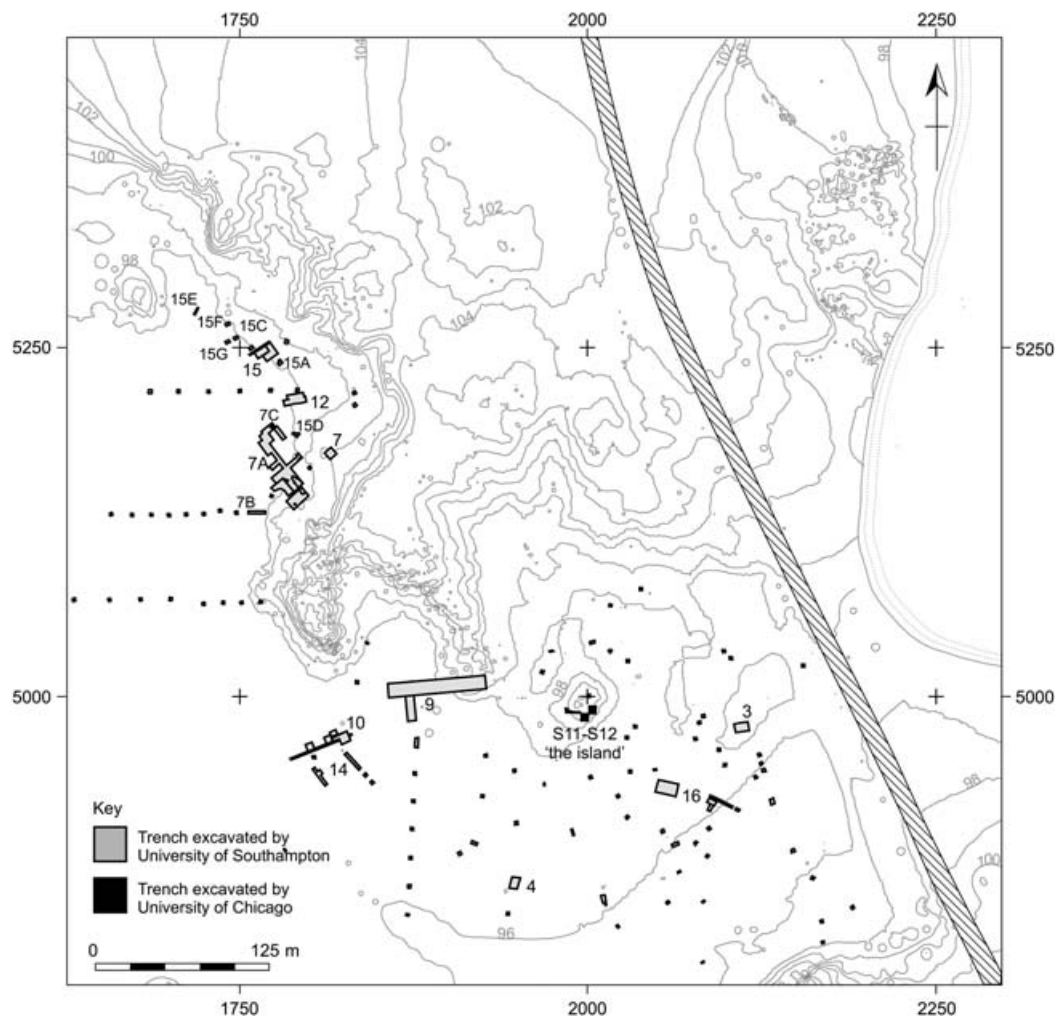 1750 2000 2250
104
102
100
98
102
100
98
102
104
15E
15F
15C
15G
15
15A
5250
5250
12
7C
15D
7
7A
7B
98
5000
5000
9
S11-S12
'the island'
3
10
14
98
16
Key
Trench excavated by
University of Southampton
Trench excavated by
University of Chicago
4
100
96
0 125 m
1750 2000 2250